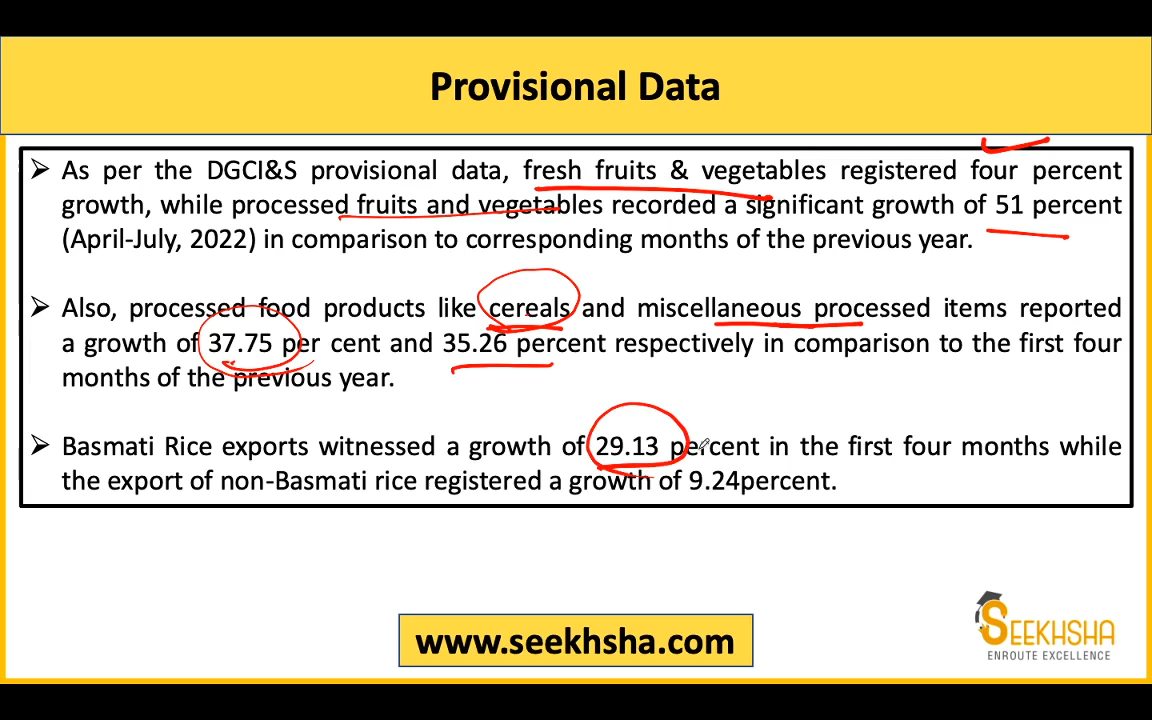 Provisional Data
➢ As per the DGCI&S provisional data, fresh fruits & vegetables registered four percent
growth, while processed fruits and vegetables recorded a significant growth of 51 percent
(April-July, 2022) in comparison to corresponding months of the previous year.
➢ Also, processed food products like cereals and miscellaneous processed items reported
a growth of 37.75 per cent and 35.26 percent respectively in comparison to the first four
months of the previous year.
➢ Basmati Rice exports witnessed a growth of 29.13 percent in the first four months while
the export of non-Basmati rice registered a growth of 9.24percent.
www.seekhsha.com
SEEKHSHA
ENROUTE EXCELLENCE